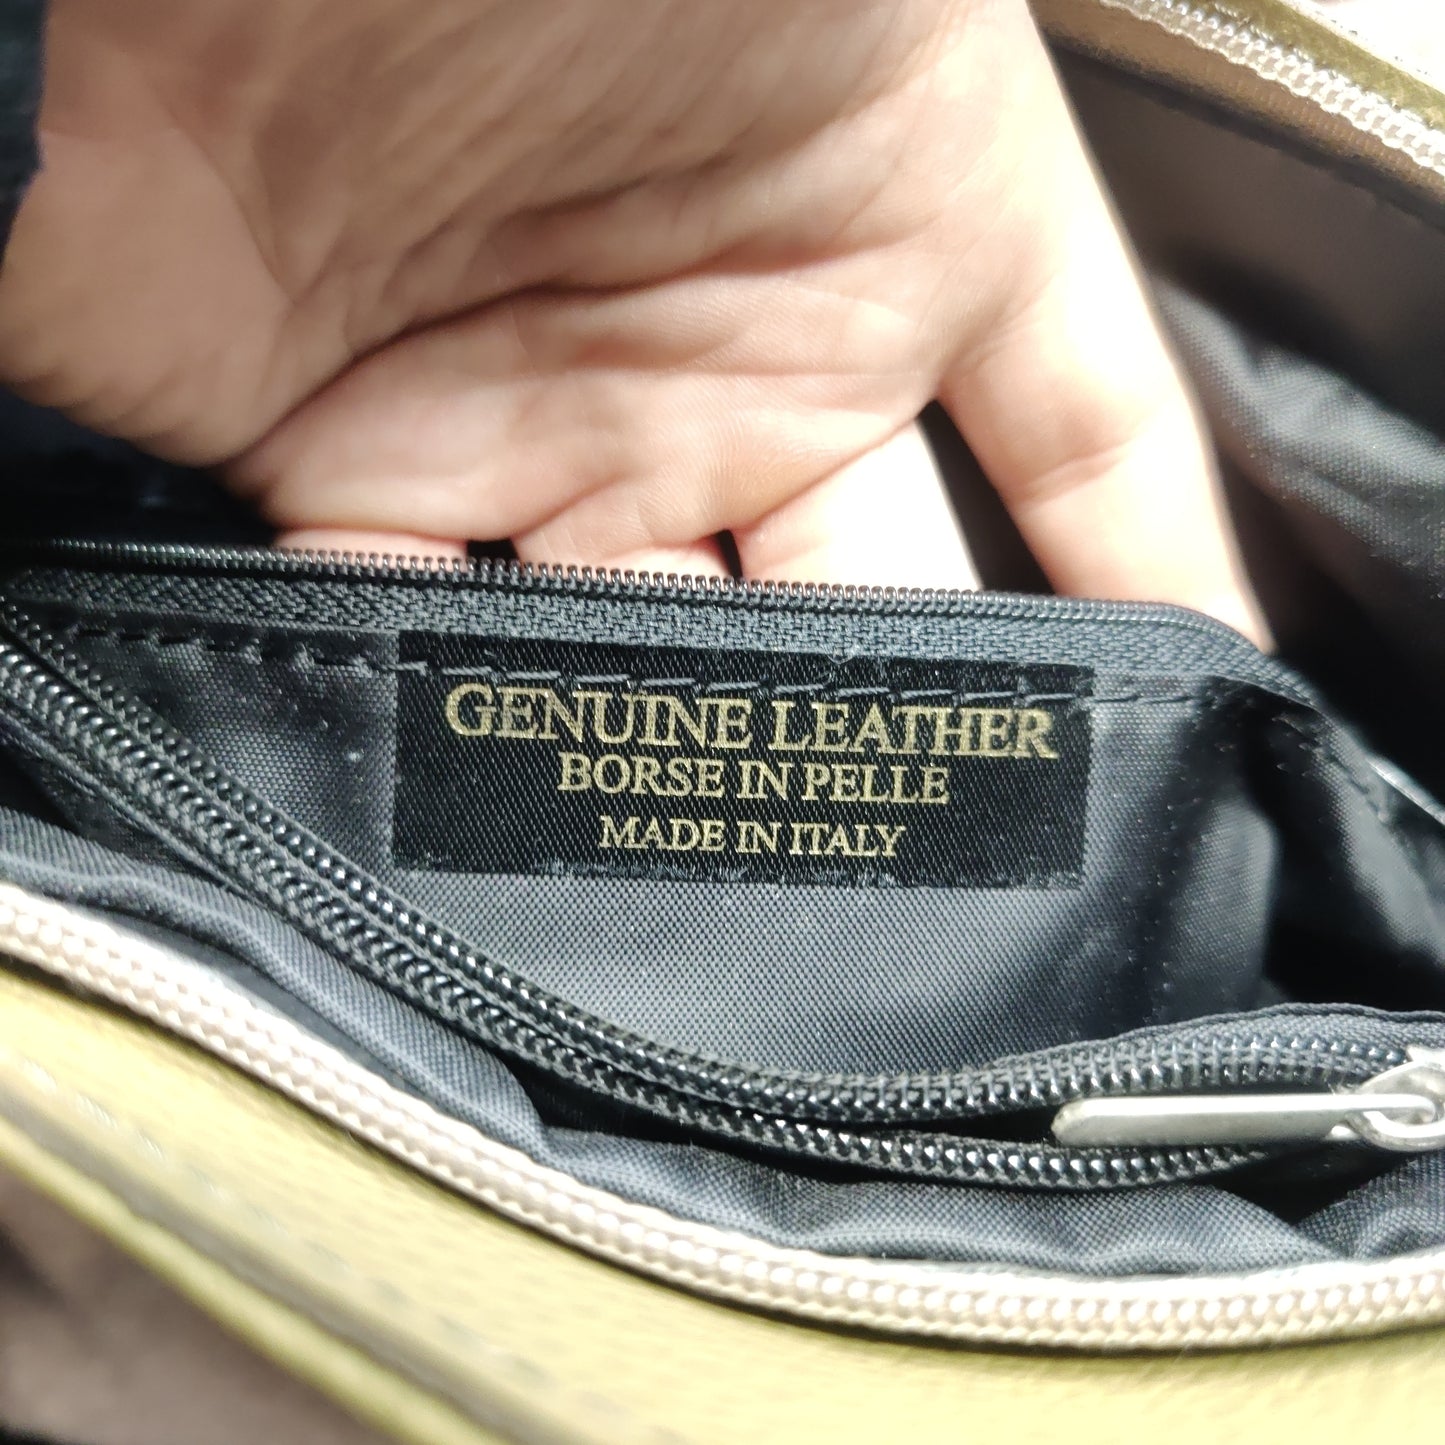 GENUINE LEATHER
BORSE IN PELLE
MADE IN ITALY